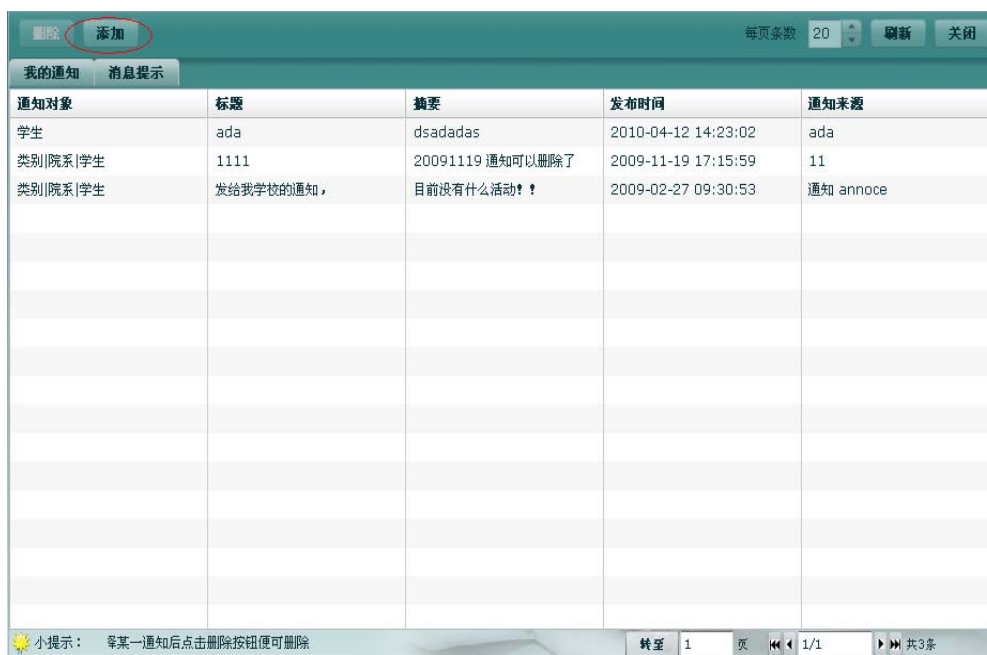 删除 添加 每页条数 20 刷新 关闭
我的通知 消息提示
通知对象 标题 摘要 发布时间 通知来源
学生 ada dsadadas 2010-04-12 14:23:02 ada
类别|院系|学生 1111 20091119 通知可以删除了 2009-11-19 17:15:59 11
类别|院系|学生 发给我学校的通知， 目前没有什么活动！！ 2009-02-27 09:30:53 通知 annoce
小提示： 择某一通知后点击删除按钮便可删除 转至 1 页 1/1 共3条